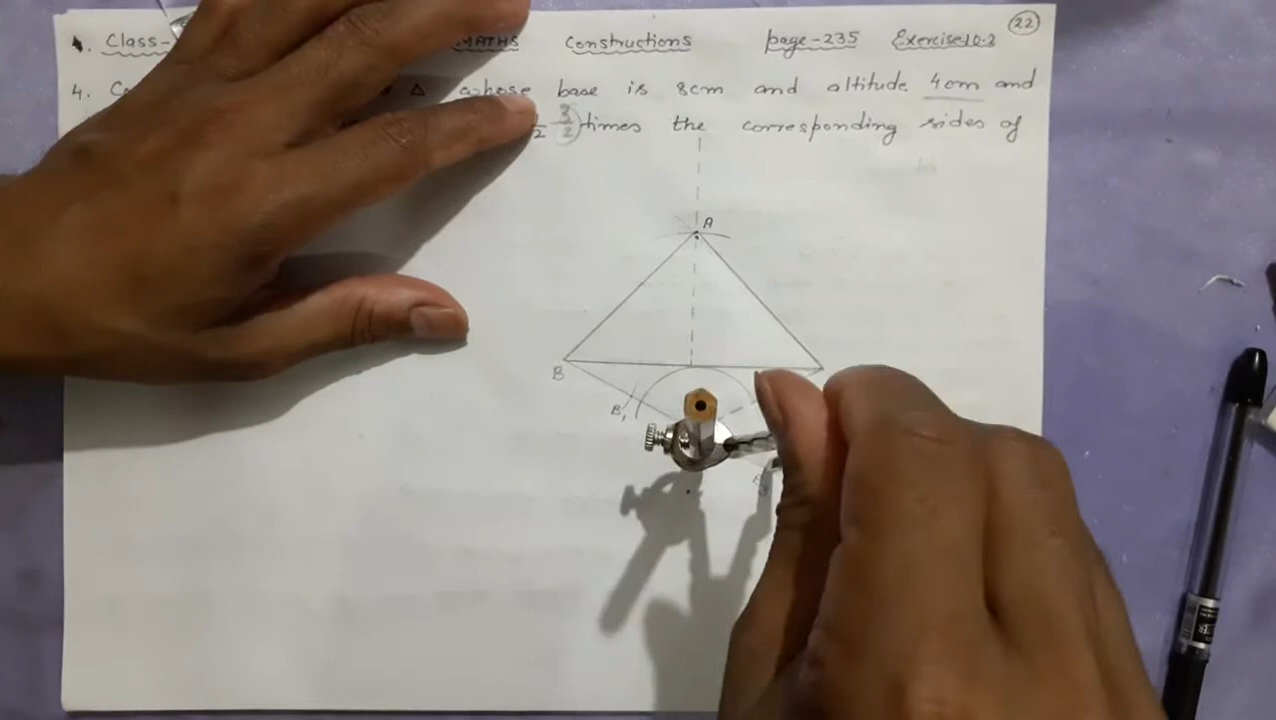 Class- MATHS Constructions page-235 Exercise 10.2 22
4. whose base is 8cm and altitude 4cm and
3/2 times the corresponding sides of
A
B
B₁